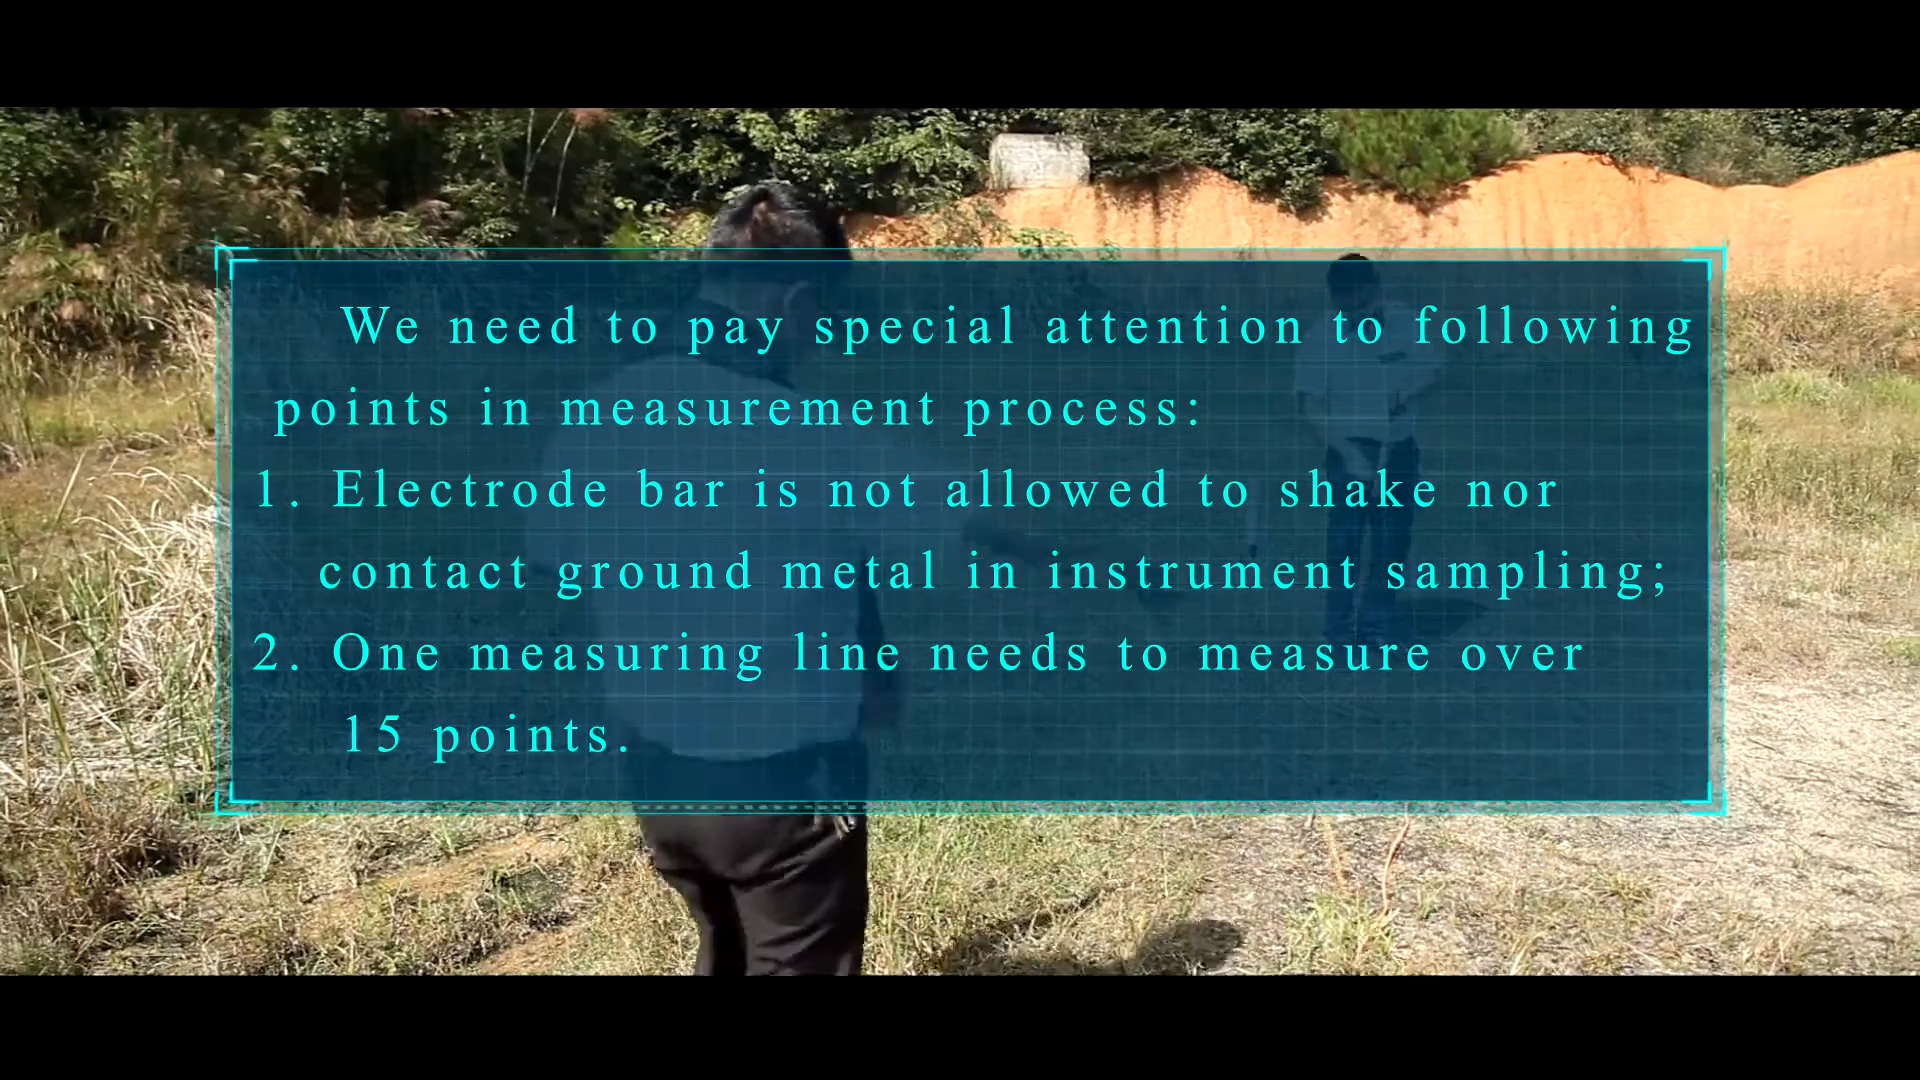 We need to pay special attention to following
points in measurement process:
1. Electrode bar is not allowed to shake nor
contact ground metal in instrument sampling;
2. One measuring line needs to measure over
15 points.